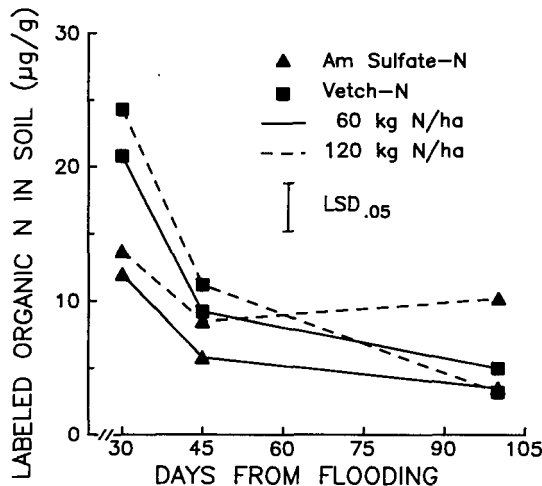 LABELED ORGANIC N IN SOIL (µg/g)
30
20
10
0
Am Sulfate-N
Vetch-N
60 kg N/ha
120 kg N/ha
LSD.05
30 45 60 75 90 105
DAYS FROM FLOODING